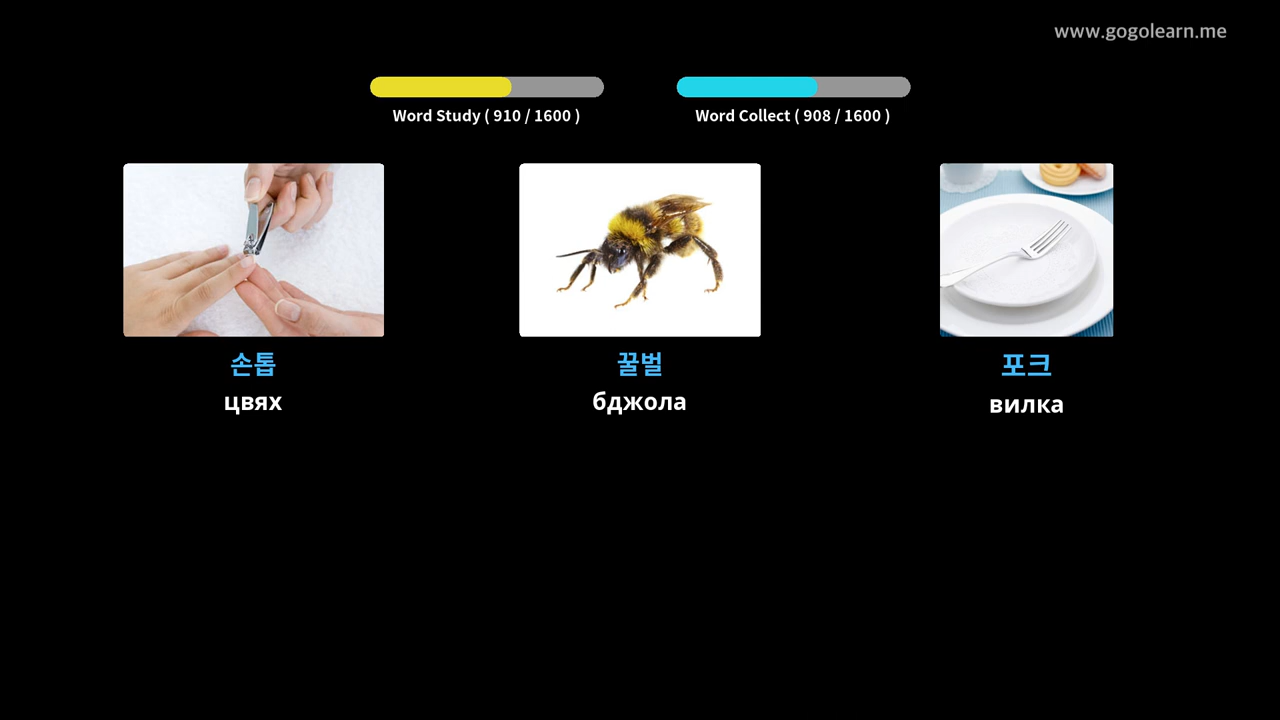 www.gogolearn.me
Word Study ( 910 / 1600 )
Word Collect ( 908 / 1600 )
손톱
꿀벌
포크
цвях
бджола
вилка